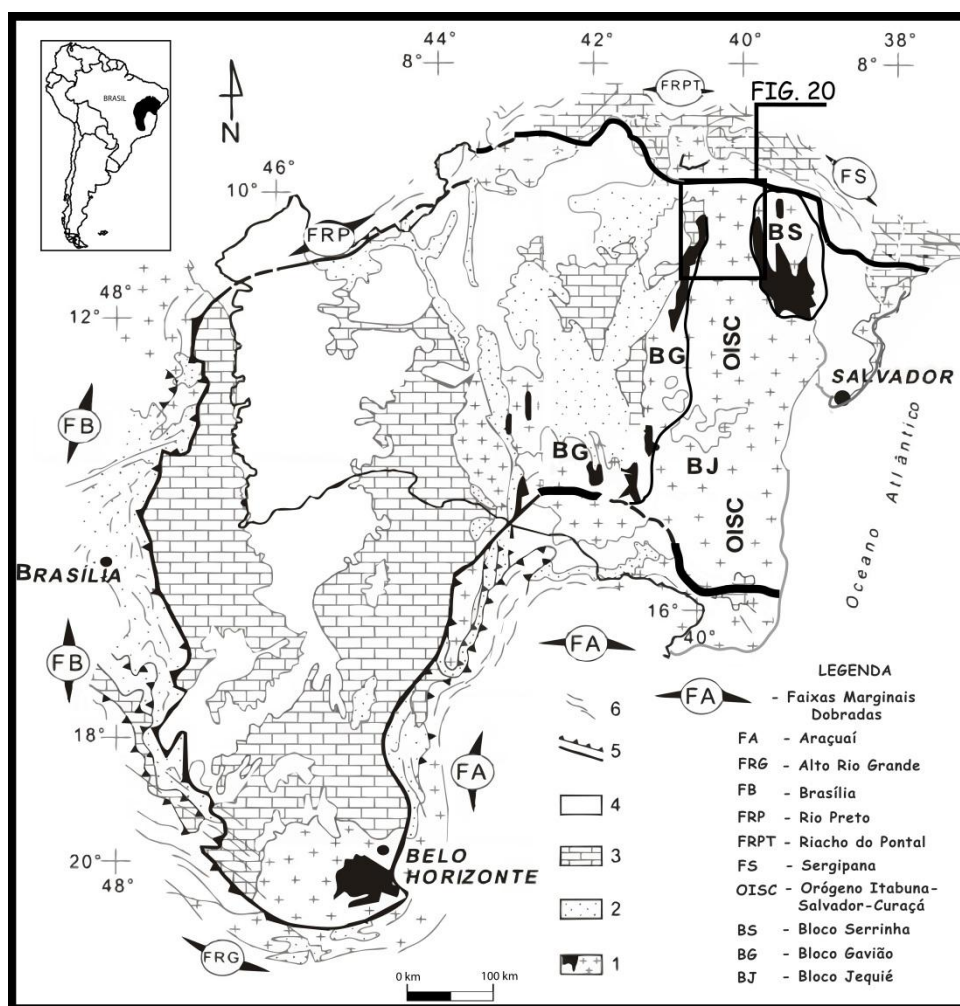 BRASIL
44°
8°
42°
40°
38°
8°
FRPT
FIG. 20
N
46°
10°
FS
FRP
BS
48°
12°
BG
OISC
SALVADOR
FB
BG
BJ
OISC
Oceano Atlântico
BRASÍLIA
16°
40°
FA
FB
LEGENDA
FA - Faixas Marginais
Dobradas
6
18°
5
FA
FA - Araçuaí
FRG - Alto Rio Grande
FB - Brasília
4
FRP - Rio Preto
FRPT - Riacho do Pontal
3
FS - Sergipana
20°
48°
BELO
HORIZONTE
OISC - Orógeno Itabuna-
Salvador-Curaçá
2
BS - Bloco Serrinha
BG - Bloco Gavião
FRG
1
BJ - Bloco Jequié
0 km 100 km